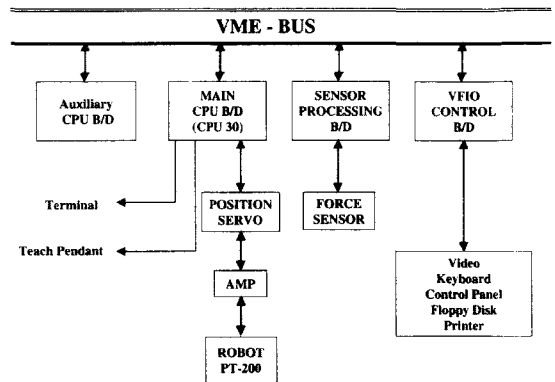 VME - BUS
Auxiliary
CPU B/D
MAIN
CPU B/D
(CPU 30)
SENSOR
PROCESSING
B/D
VFIO
CONTROL
B/D
Terminal
Teach Pendant
POSITION
SERVO
FORCE
SENSOR
AMP
ROBOT
PT-200
Video
Keyboard
Control Panel
Floppy Disk
Printer